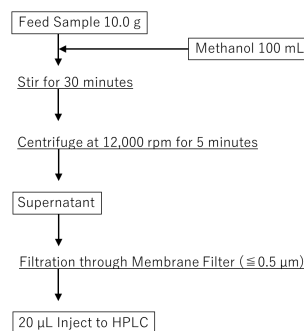 Feed Sample 10.0 g
Methanol 100 mL
Stir for 30 minutes
Centrifuge at 12,000 rpm for 5 minutes
Supernatant
Filtration through Membrane Filter (≦0.5 μm)
20 μL Inject to HPLC